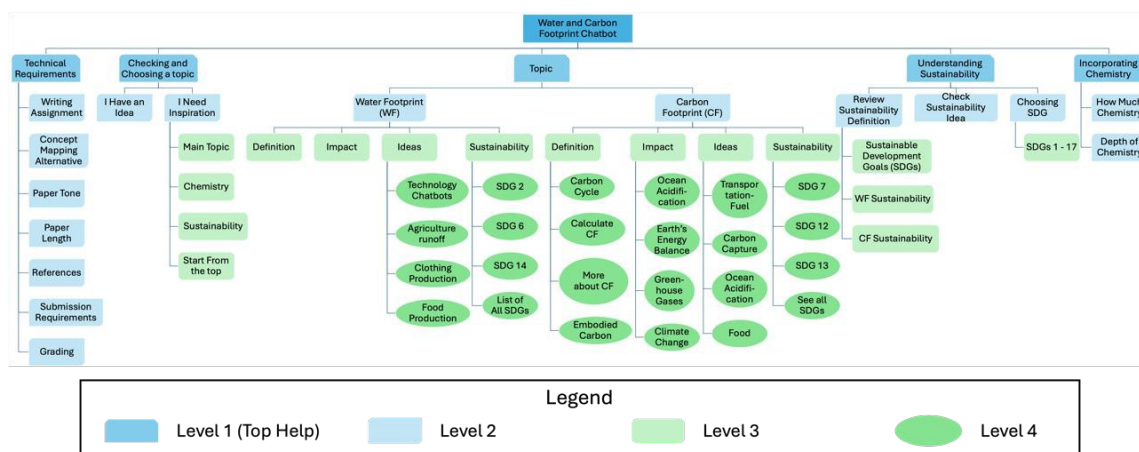 Water and Carbon
Footprint Chatbot
Technical
Requirements
Writing
Assignment
Concept
Mapping
Alternative
Paper Tone
Paper
Length
References
Submission
Requirements
Grading
Checking and
Choosing a topic
I Have an
Idea
I Need
Inspiration
Main Topic
Chemistry
Sustainability
Start From
the top
Topic
Water Footprint
(WF)
Definition
Impact
Ideas
Technology
Chatbots
Agriculture
runoff
Clothing
Production
Food
Production
Sustainability
SDG 2
SDG 6
SDG 14
List of
All SDGs
Carbon
Footprint (CF)
Definition
Carbon
Cycle
Calculate
CF
More
about CF
Embodied
Carbon
Impact
Ocean
Acidifi-
cation
Earth's
Energy
Balance
Green-
house
Gases
Climate
Change
Ideas
Transpor
tation-
Fuel
Carbon
Capture
Ocean
Acidifi-
cation
Food
Sustainability
SDG 7
SDG 12
SDG 13
See all
SDGs
Understanding
Sustainability
Review
Sustainability
Definition
Sustainable
Development
Goals (SDGs)
WF Sustainability
CF Sustainability
Check
Sustainability
Idea
Choosing
SDG
SDGs 1 - 17
Incorporating
Chemistry
How Much
Chemistry
Depth of
Chemistry
Legend
Level 1 (Top Help)
Level 2
Level 3
Level 4